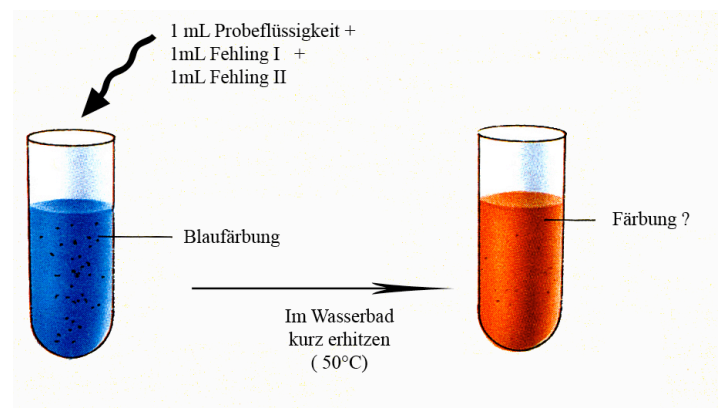 1 mL Probeflüssigkeit +
1mL Fehling I +
1mL Fehling II
Blaufärbung
Färbung ?
Im Wasserbad
kurz erhitzen
( 50°C)